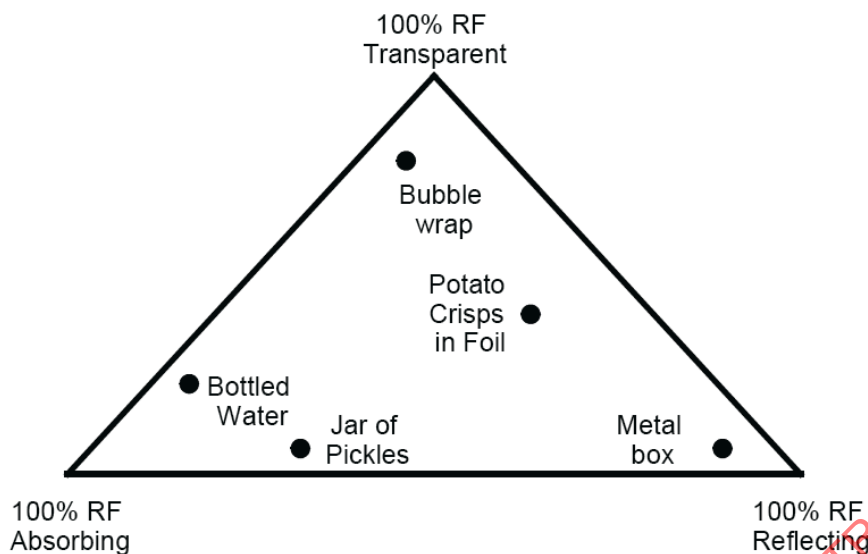 100% RF
Transparent
Bubble
wrap
Potato
Crisps
in Foil
Bottled
Water
Jar of
Pickles
Metal
box
100% RF
Absorbing
100% RF
Reflecting